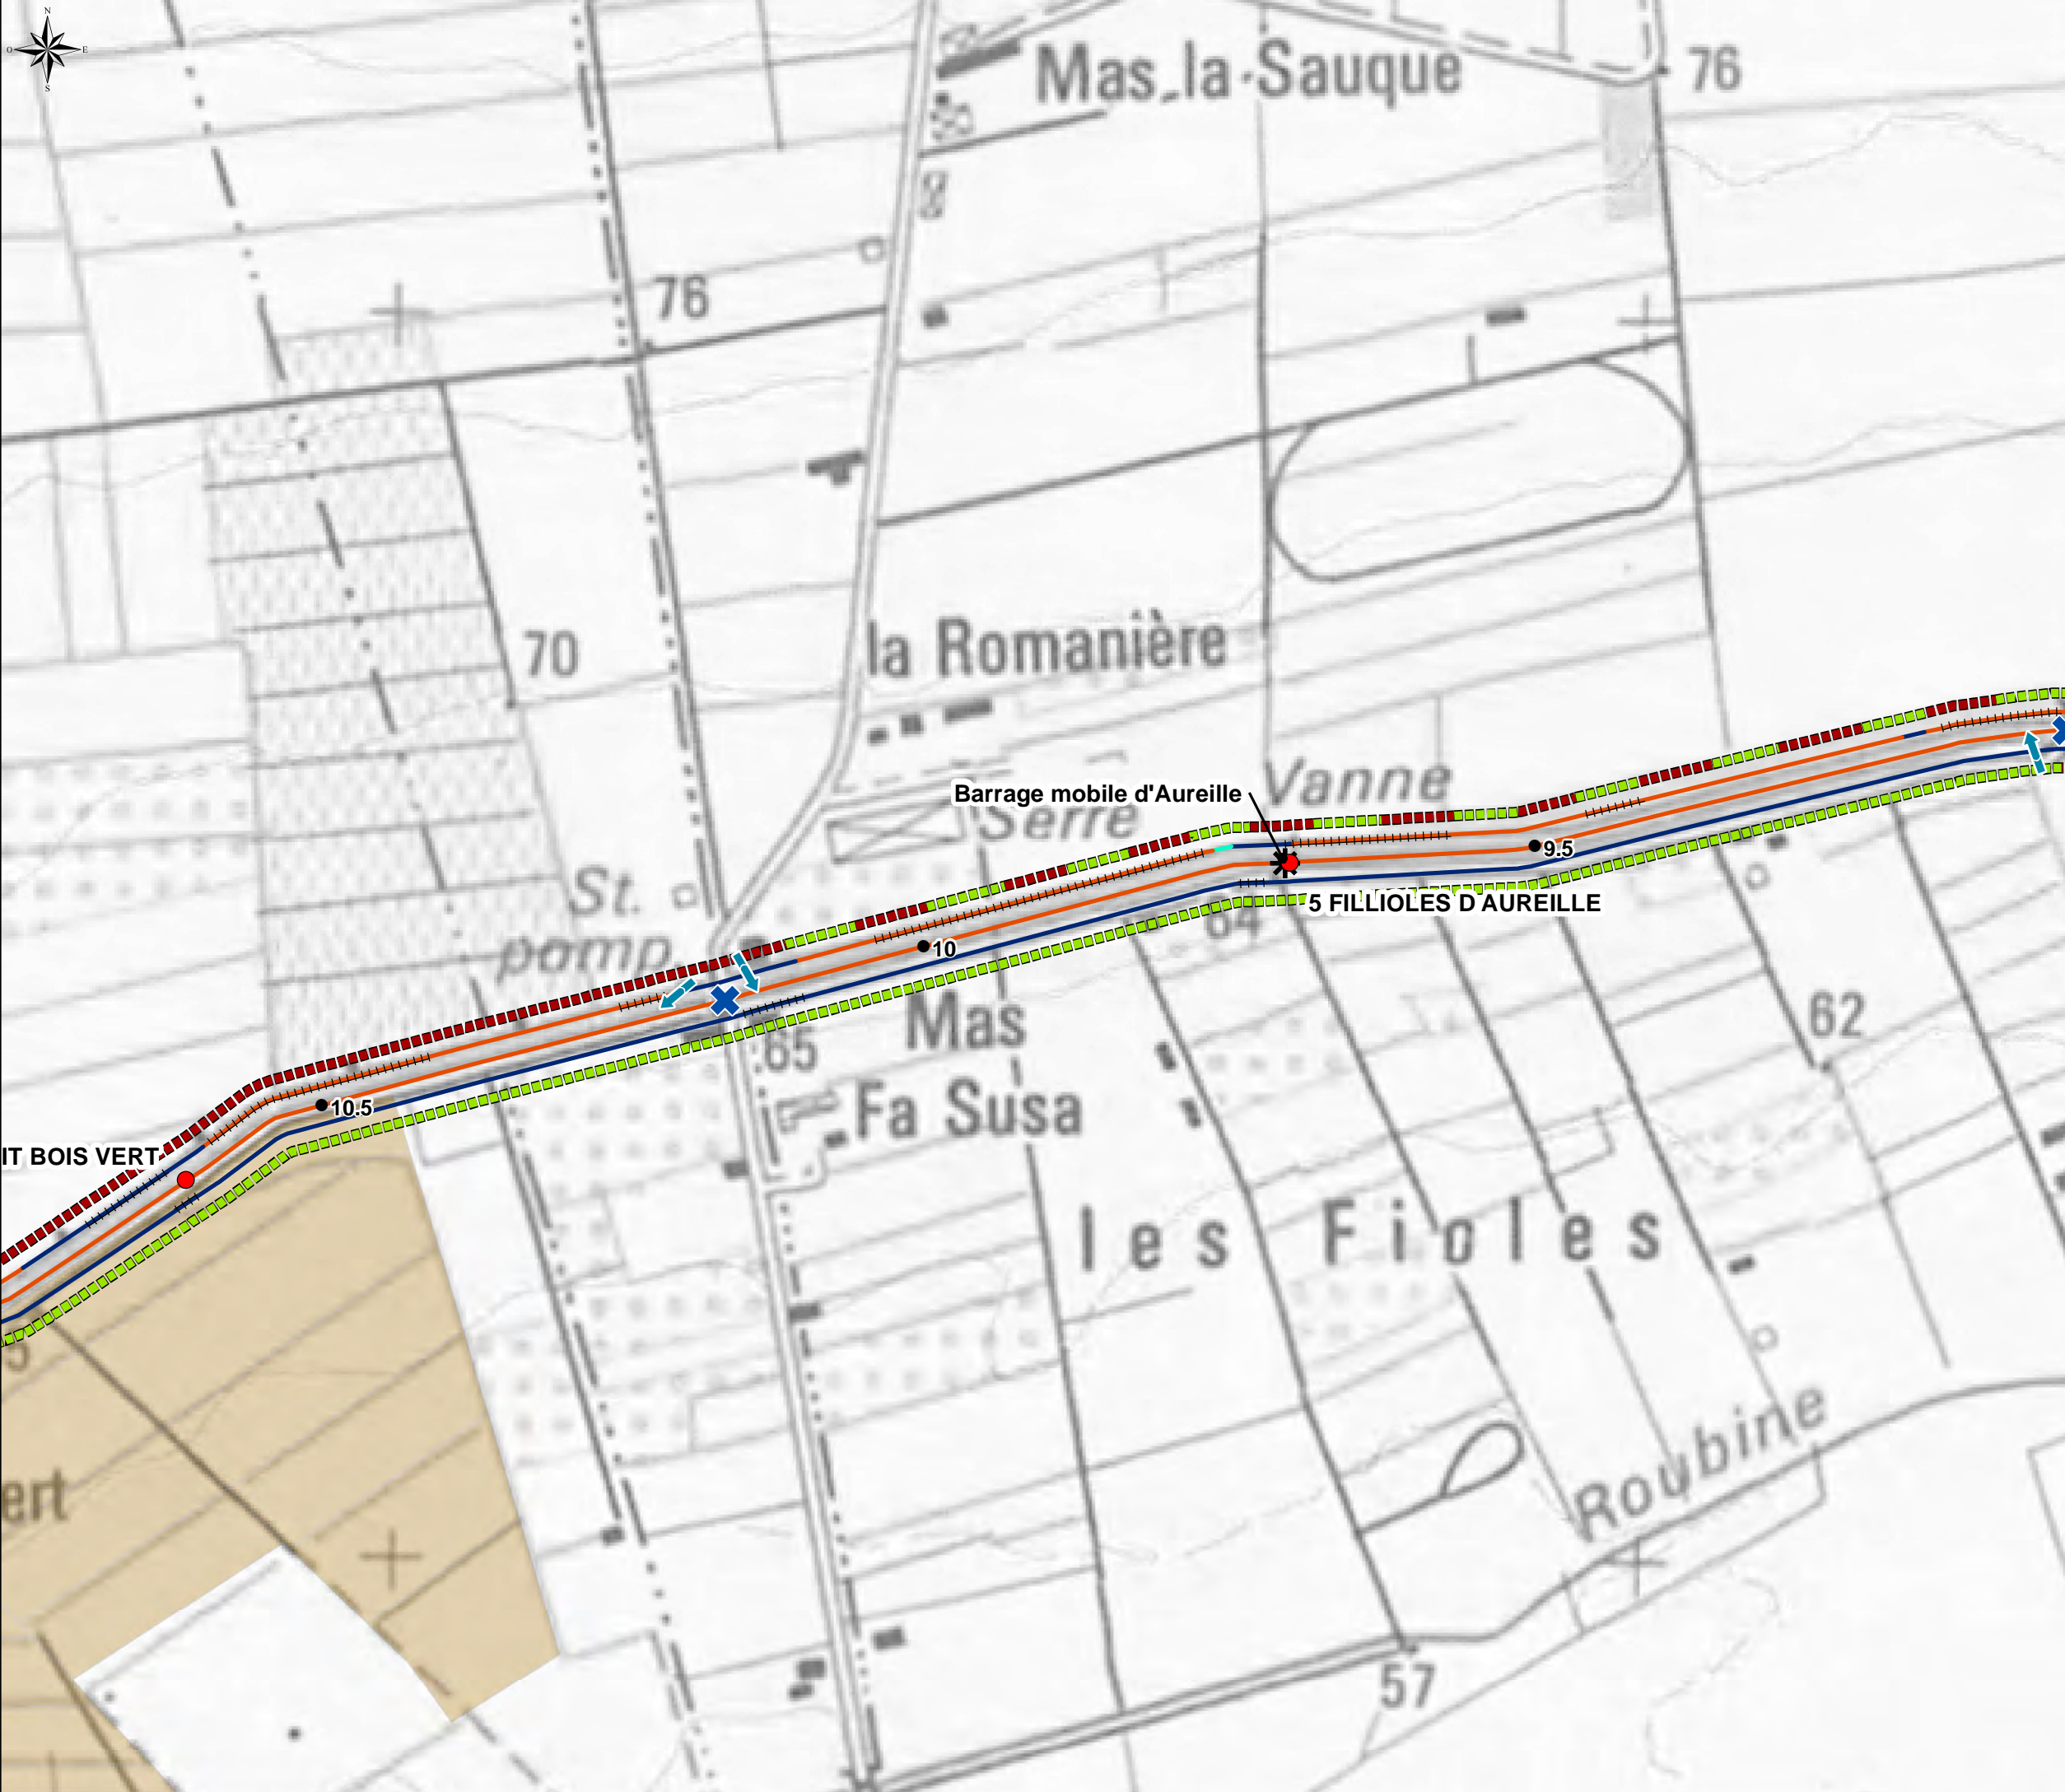 N
O E
S
Mas la Sauque
76
76
70
la Romanière
Vanne
Barrage mobile d'Aureille
Serre
9.5
St.
pomp.
5 FILLIOLES D AUREILLE
64
10
62
Mas
65
Fa Susa
10.5
IT BOIS VERT
les Fioles
5
Roubine
ert
57